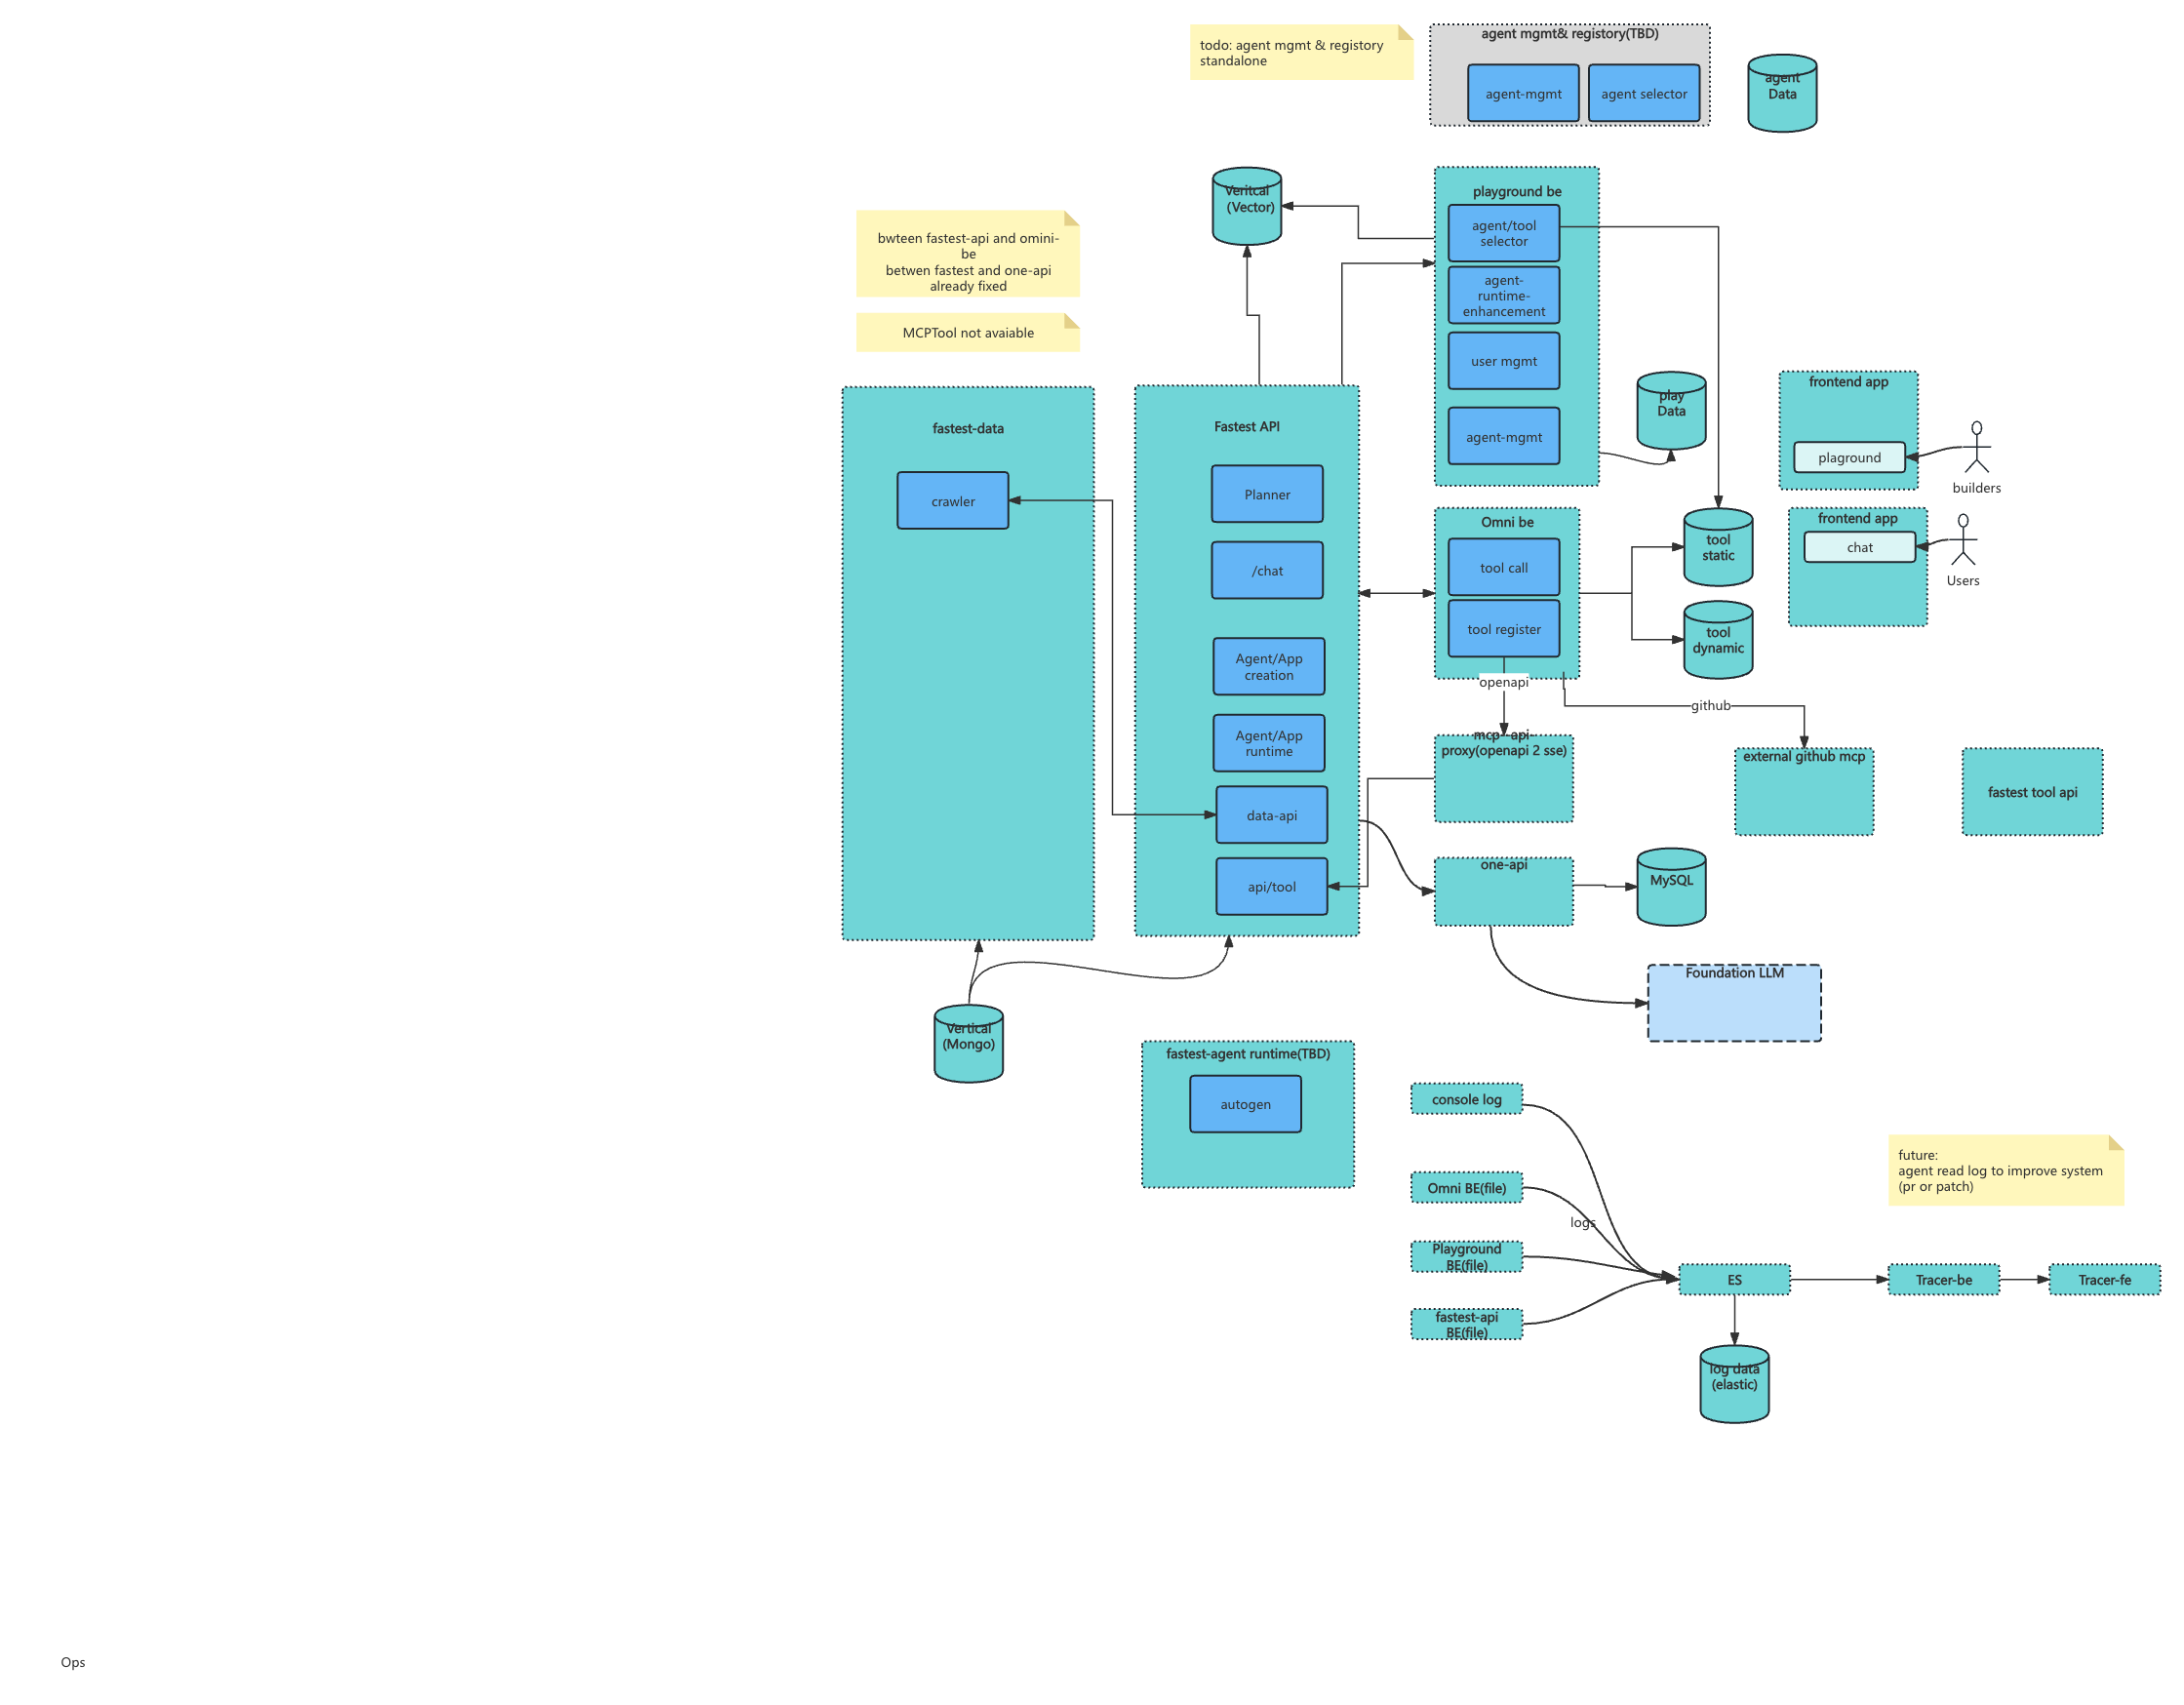 todo: agent mgmt & registory
standalone
agent mgmt& registory(TBD)
agent-mgmt
agent selector
agent
Data
Veritcal
(Vector)
playground be
agent/tool
selector
agent-
runtime-
enhancement
user mgmt
agent-mgmt
play
Data
bwteen fastest-api and omini-
be
betwen fastest and one-api
already fixed
MCPTool not avaiable
fastest-data
crawler
Fastest API
Planner
/chat
Agent/App
creation
Agent/App
runtime
data-api
api/tool
frontend app
plaground
builders
frontend app
chat
Users
Omni be
tool call
tool register
tool
static
tool
dynamic
openapi
github
mcp -api-
proxy(openapi 2 sse)
external github mcp
fastest tool api
one-api
MySQL
Foundation LLM
Vertical
(Mongo)
fastest-agent runtime(TBD)
autogen
console log
Omni BE(file)
logs
Playground
BE(file)
fastest-api
BE(file)
ES
Tracer-be
Tracer-fe
log data
(elastic)
future:
agent read log to improve system
(pr or patch)
Ops